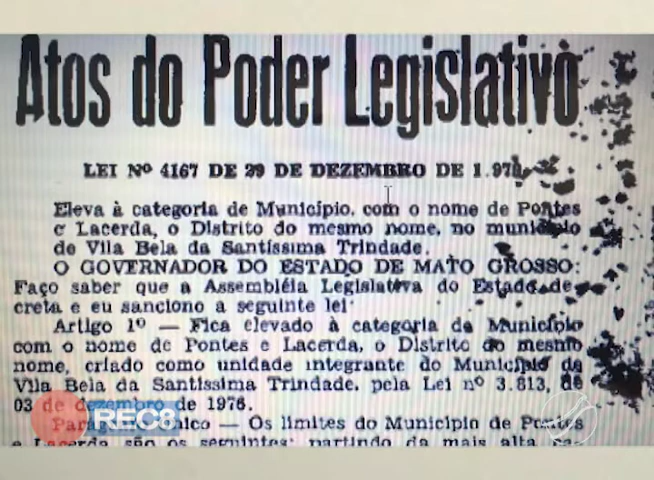 Atos do Poder Legislativo
LEI Nº 4167 DE 29 DE DEZEMBRO DE
Eleva à categoria de Município, com o nome de Pontes
e Lacerda, o Distrito do mesmo nome, no município
de Vila Bela da Santíssima Trindade.
O GOVERNADOR DO ESTADO DE MATO GROSSO:
Faço saber que a Assembléia Legislativa do Estado de-
creta e eu sanciono a seguinte lei
Artigo 1º — Fica elevado à categoria de Município
com o nome de Pontes e Lacerda, o Distrito do mesmo
nome, criado como unidade integrante do Município de
Vila Bela da Santíssima Trindade, pela Lei nº 3.813, de
03 de dezembro de 1976.
REC8
— Os limites do Município de Pontes
e Lacerda são os seguintes: partindo da mais alta ca-